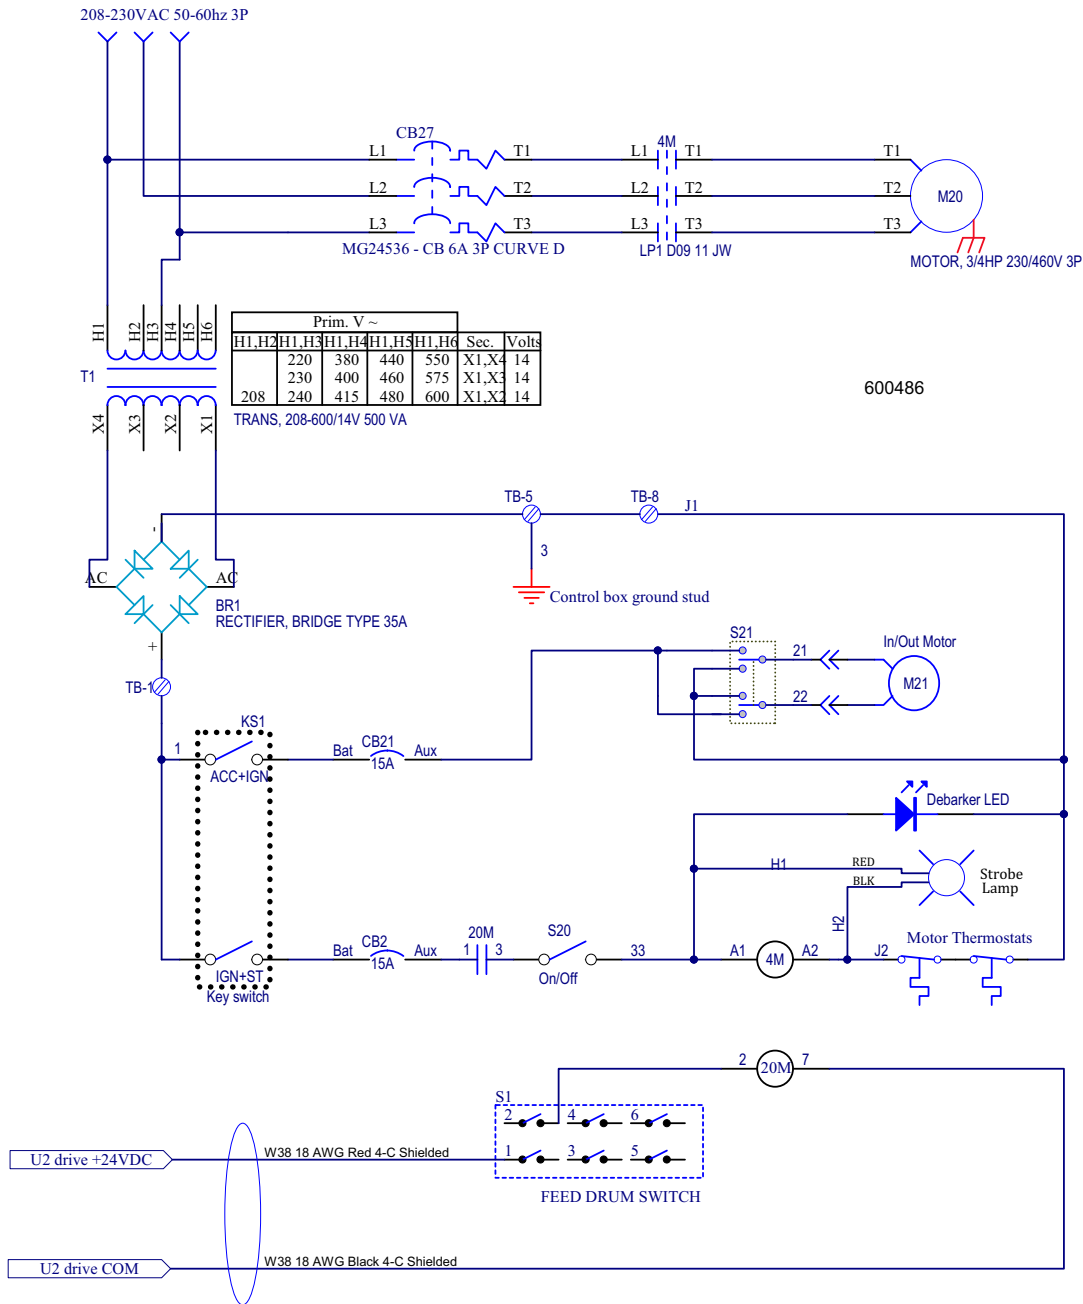 208-230VAC 50-60hz 3P
CB27
L1 T1 L1 4M T1 T1
L2 T2 L2 T2 T2 M20
L3 T3 L3 T3 T3
MG24536 - CB 6A 3P CURVE D
LP1 D09 11 JW
MOTOR, 3/4HP 230/460V 3P
H1 H2 H3 H4 H5 H6
T1
X4 X3 X2 X1
Prim. V ~
H1,H2 H1,H3 H1,H4 H1,H5 H1,H6 Sec. Volts
220 380 440 550 X1,X4 14
230 400 460 575 X1,X3 14
208 240 415 480 600 X1,X2 14
TRANS, 208-600/14V 500 VA
600486
TB-5 TB-8 J1
3
Control box ground stud
-
AC AC
BR1
RECTIFIER, BRIDGE TYPE 35A
+
TB-1
S21
21 In/Out Motor
M21
22
KS1
1 Bat CB21 Aux
15A
ACC+IGN
Debarker LED
H1 RED
BLK Strobe
Lamp
H2
Bat CB2 Aux 20M S20
15A 1 3 33 A1 4M A2 J2 Motor Thermostats
On/Off
IGN+ST
Key switch
2 20M 7
S1
2 4 6
1 3 5
FEED DRUM SWITCH
U2 drive +24VDC W38 18 AWG Red 4-C Shielded
U2 drive COM W38 18 AWG Black 4-C Shielded